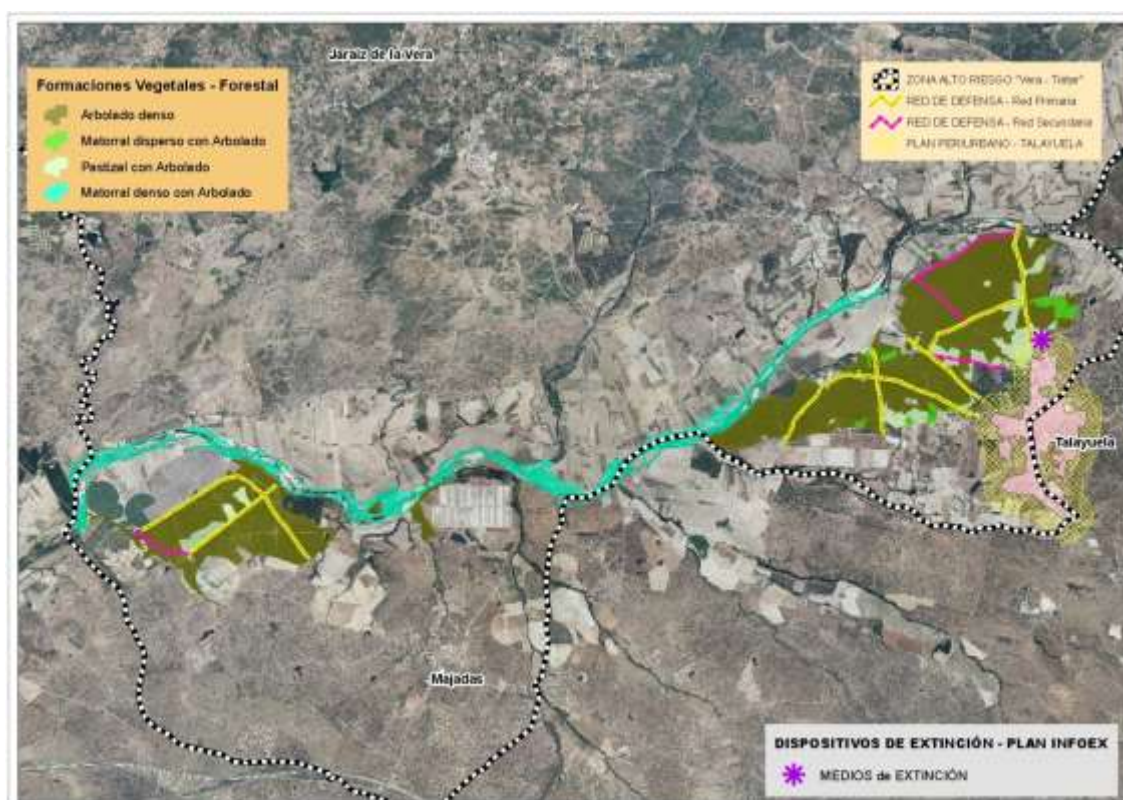 Jaraiz de la Vera
Formaciones Vegetales - Forestal
Arbolado denso
Matorral disperso con Arbolado
Pastizal con Arbolado
Matorral denso con Arbolado
ZONA ALTO RIESGO "Vera - Tietar"
RED DE DEFENSA - Red Primaria
RED DE DEFENSA - Red Secundaria
PLAN PERIURBANO - TALAYUELA
Talayuela
Majadas
DISPOSITIVOS DE EXTINCIÓN - PLAN INFOEX
MEDIOS de EXTINCIÓN